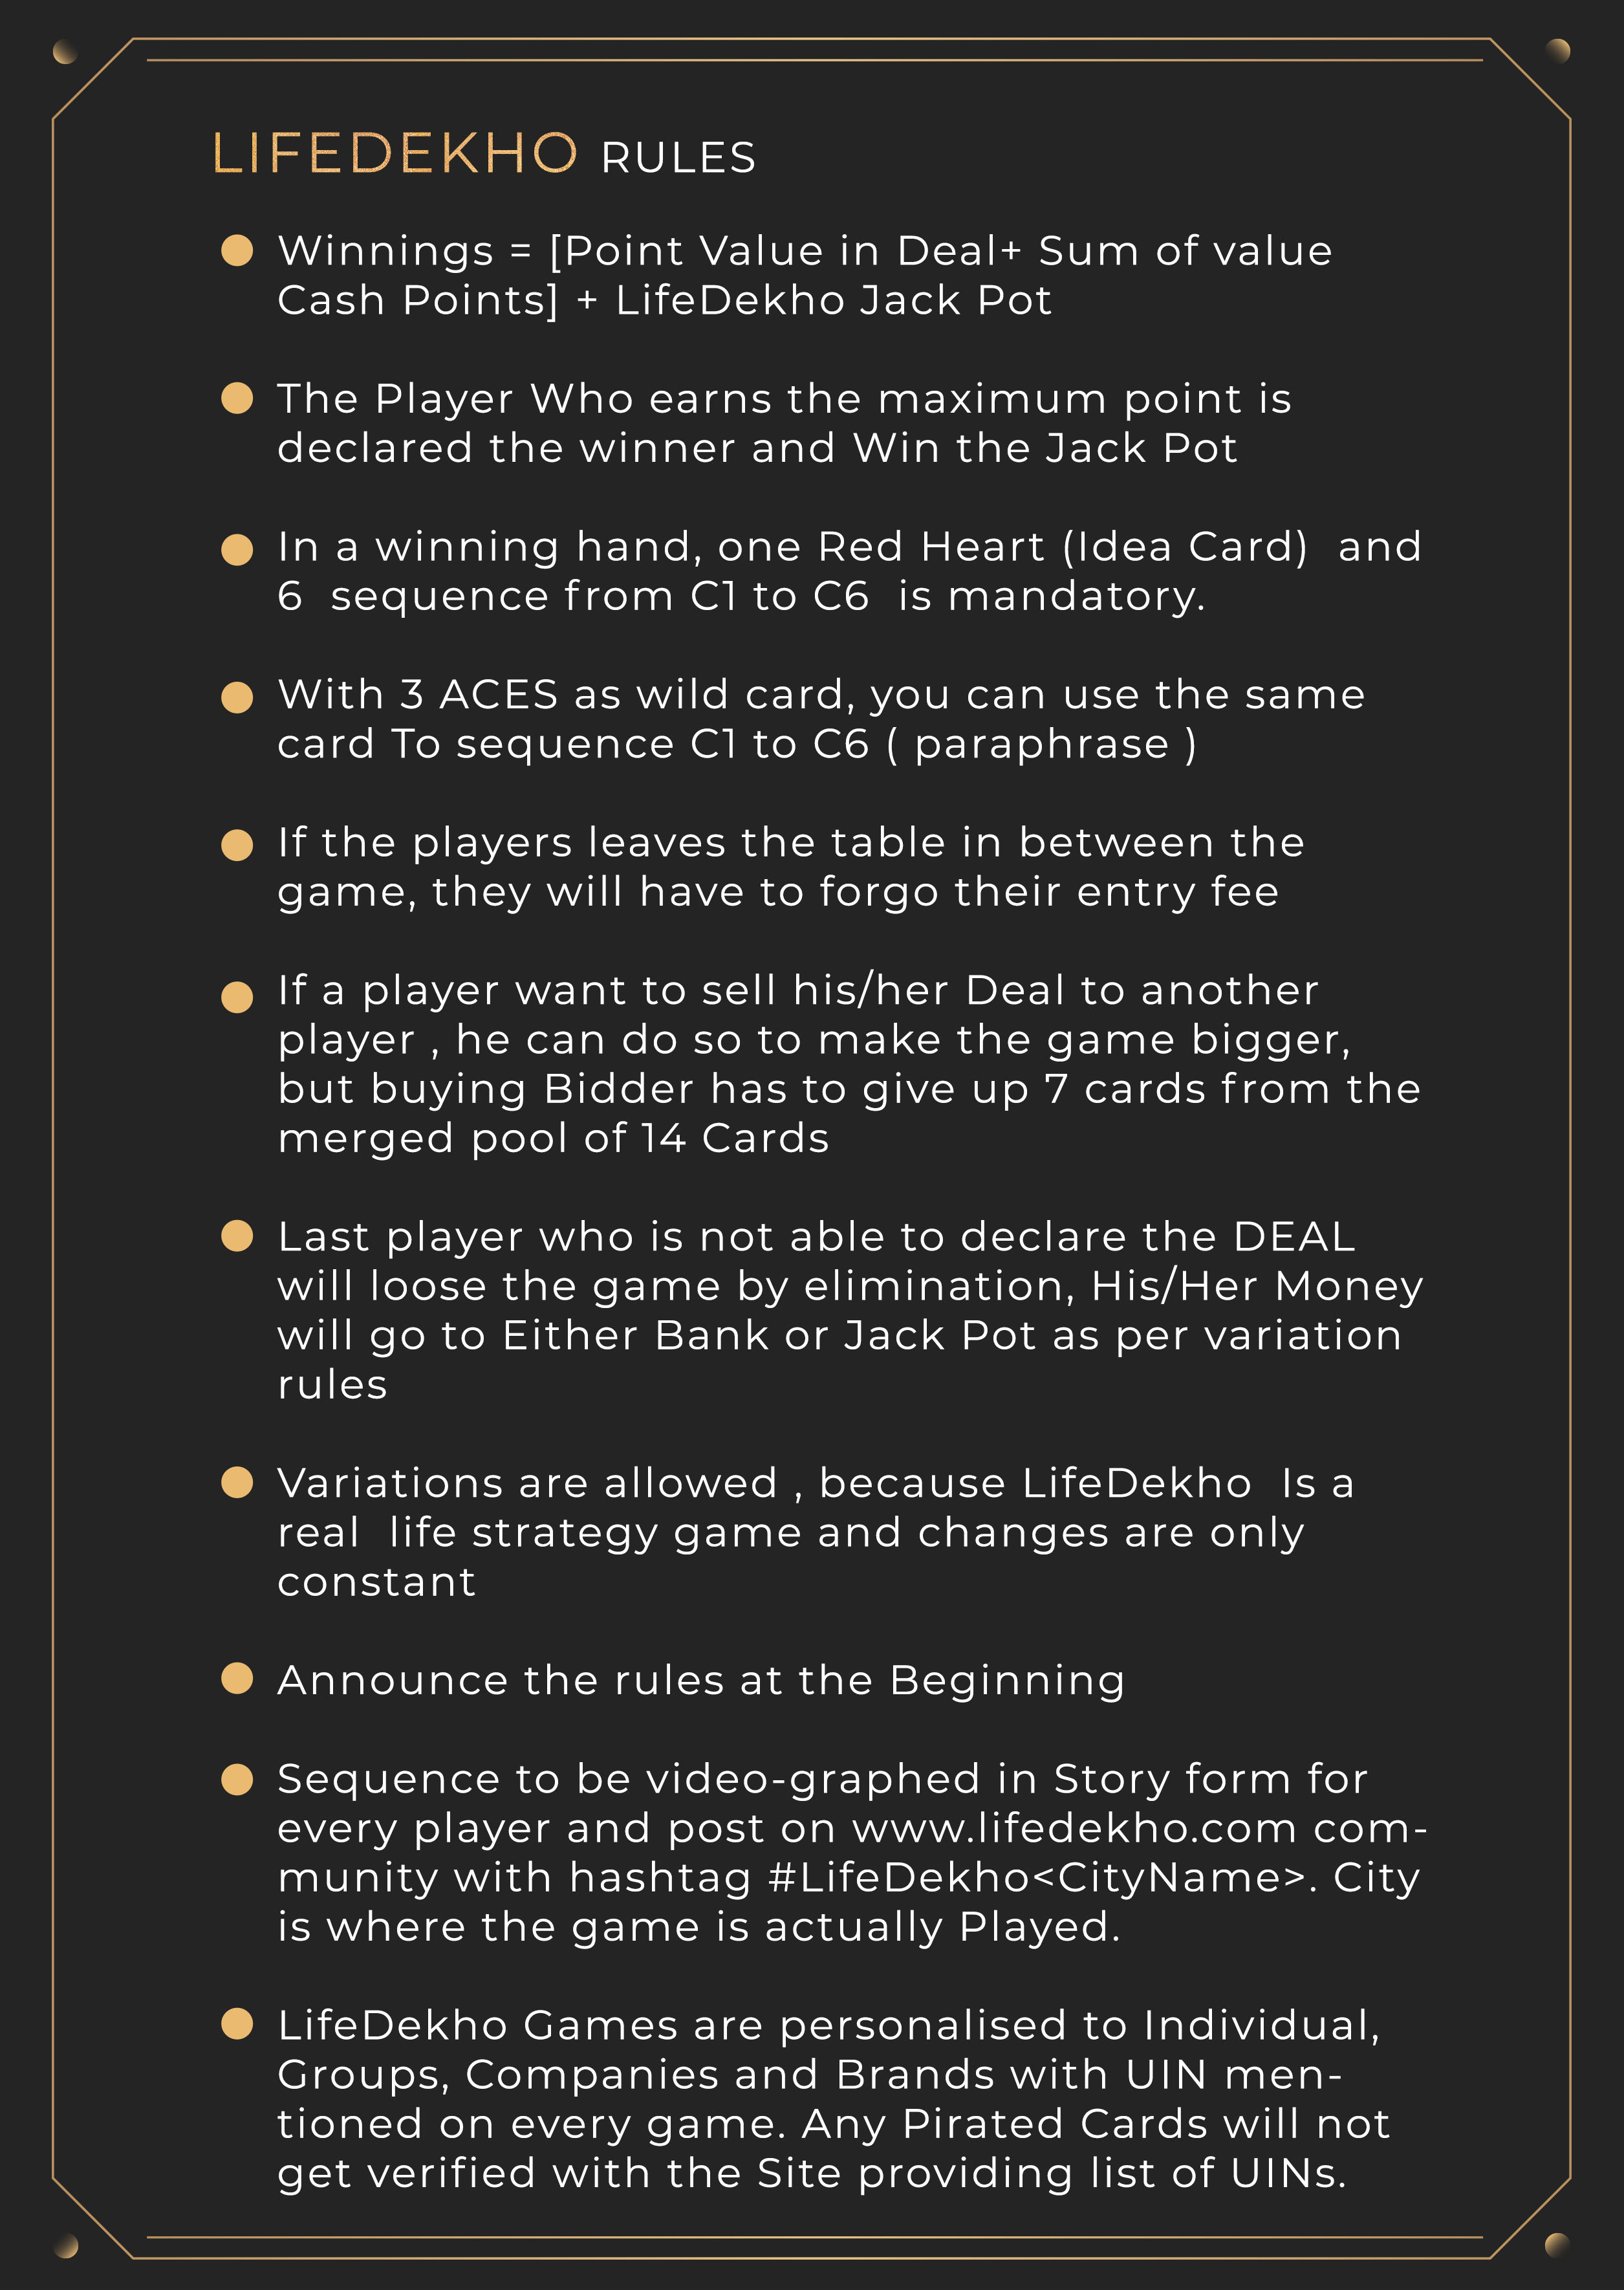 LIFEDEKHO RULES
Winnings = [Point Value in Deal+ Sum of value
Cash Points] + LifeDekho Jack Pot
The Player Who earns the maximum point is
declared the winner and Win the Jack Pot
In a winning hand, one Red Heart (Idea Card)  and
6  sequence from C1 to C6  is mandatory.
With 3 ACES as wild card, you can use the same
card To sequence C1 to C6 ( paraphrase )
If the players leaves the table in between the
game, they will have to forgo their entry fee
If a player want to sell his/her Deal to another
player , he can do so to make the game bigger,
but buying Bidder has to give up 7 cards from the
merged pool of 14 Cards
Last player who is not able to declare the DEAL
will loose the game by elimination, His/Her Money
will go to Either Bank or Jack Pot as per variation
rules
Variations are allowed , because LifeDekho  Is a
real  life strategy game and changes are only
constant
Announce the rules at the Beginning
Sequence to be video-graphed in Story form for
every player and post on www.lifedekho.com com-
munity with hashtag #LifeDekho<CityName>. City
is where the game is actually Played.
LifeDekho Games are personalised to Individual,
Groups, Companies and Brands with UIN men-
tioned on every game. Any Pirated Cards will not
get verified with the Site providing list of UINs.